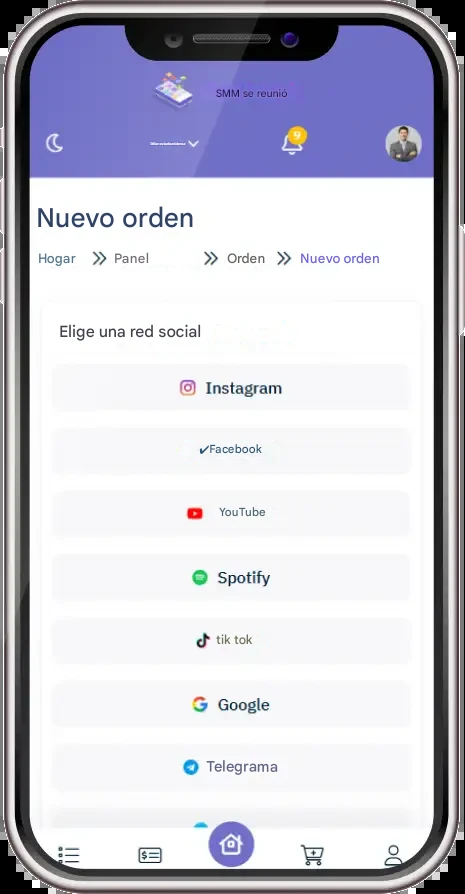 SMM se reunió
9
Nuevo orden
Hogar Panel Orden Nuevo orden
Elige una red social
Instagram
✔Facebook
YouTube
Spotify
tik tok
Google
Telegrama